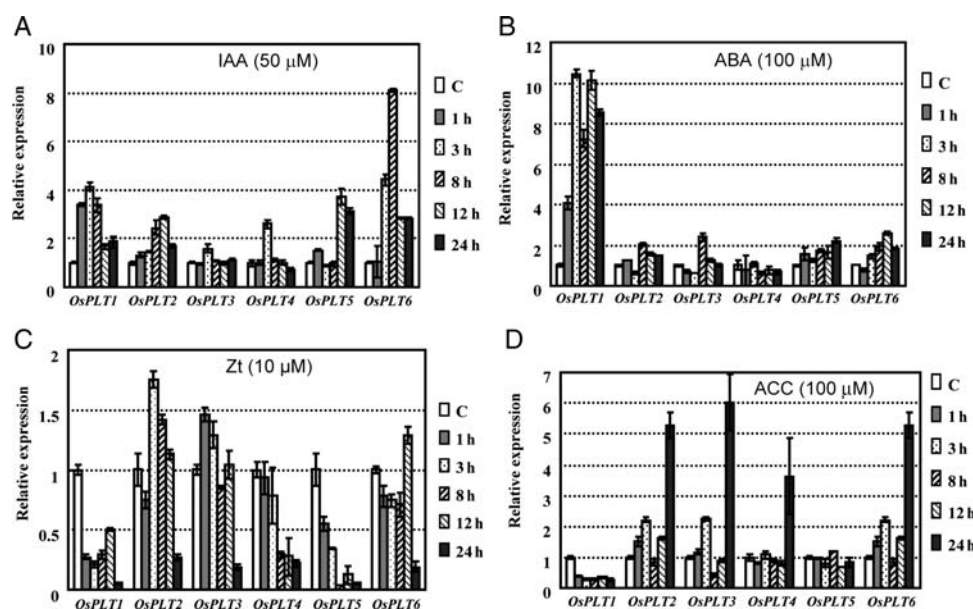 A
IAA (50 μM)
Relative expression
10
8
6
4
2
0
OsPLT1 OsPLT2 OsPLT3 OsPLT4 OsPLT5 OsPLT6
C
1 h
3 h
8 h
12 h
24 h
B
ABA (100 μM)
Relative expression
12
10
8
6
4
2
0
OsPLT1 OsPLT2 OsPLT3 OsPLT4 OsPLT5 OsPLT6
C
1 h
3 h
8 h
12 h
24 h
C
Zt (10 μM)
Relative expression
2
1.5
1
0.5
0
OsPLT1 OsPLT2 OsPLT3 OsPLT4 OsPLT5 OsPLT6
C
1 h
3 h
8 h
12 h
24 h
D
ACC (100 μM)
Relative expression
7
6
5
4
3
2
1
0
OsPLT1 OsPLT2 OsPLT3 OsPLT4 OsPLT5 OsPLT6
C
1 h
3 h
8 h
12 h
24 h